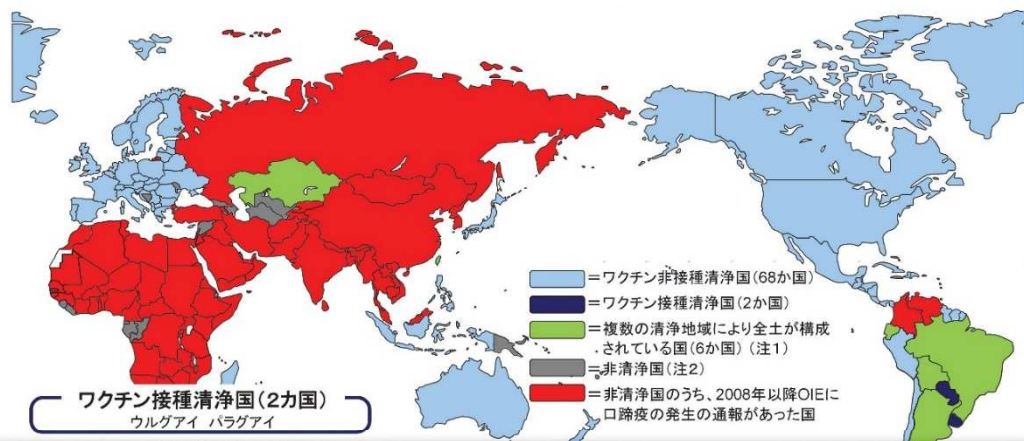 =ワクチン非接種清浄国(68か国)
=ワクチン接種清浄国(2か国)
=複数の清浄地域により全土が構成
されている国(6か国)(注1)
=非清浄国(注2)
=非清浄国のうち、2008年以降OIEに
口蹄疫の発生の通報があった国
ワクチン接種清浄国(2カ国)
ウルグアイ パラグアイ